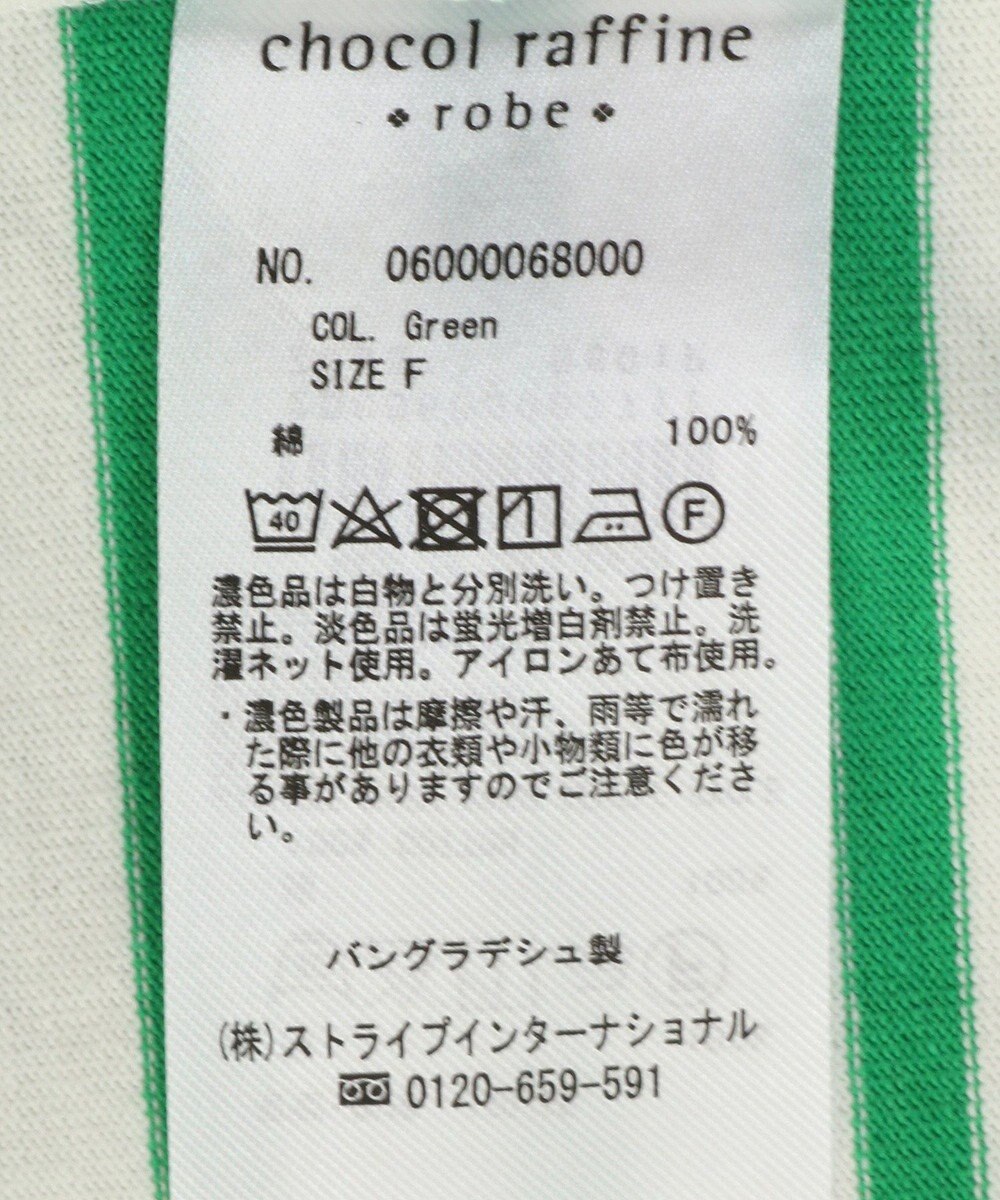 chocol raffine
robe
NO. 06000068000
COL. Green
SIZE F
綿 100%
40 F
濃色品は白物と分別洗い。つけ置き
禁止。淡色品は蛍光増白剤禁止。洗
濯ネット使用。アイロンあて布使用。
・濃色製品は摩擦や汗、雨等で濡れ
た際に他の衣類や小物類に色が移
る事がありますのでご注意くださ
い。
バングラデシュ製
(株)ストライプインターナショナル
0120-659-591